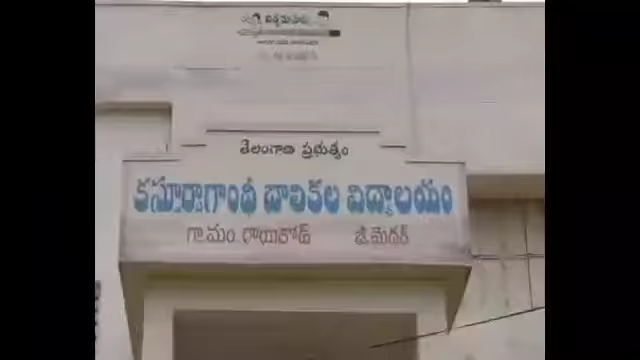 తెలంగాణ ప్రభుత్వం
కస్తూర్బాగాంధీ బాలికల విద్యాలయం
గ్రా.మం. రాయికోడ్ జి.మెదక్